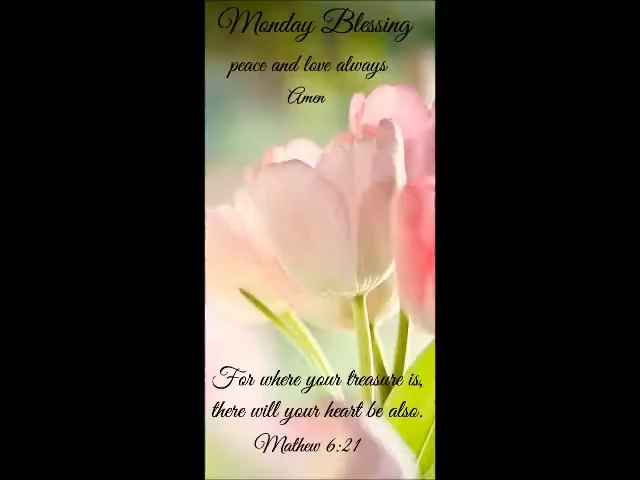 Monday Blessing
peace and love always
Amen
For where your treasure is,
there will your heart be also.
Mathew 6:21